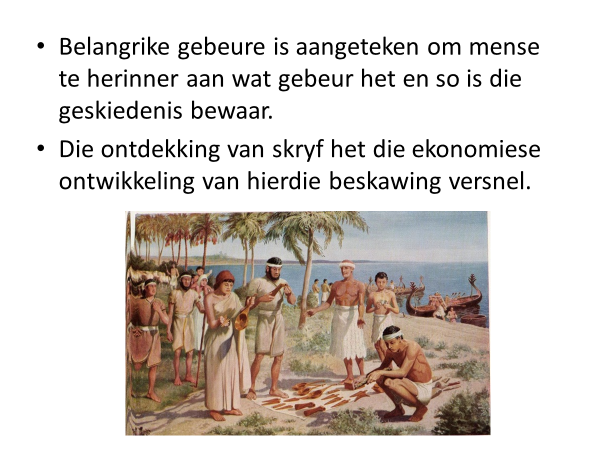 • Belangrike gebeure is aangeteken om mense
te herinner aan wat gebeur het en so is die
geskiedenis bewaar.
• Die ontdekking van skryf het die ekonomiese
ontwikkeling van hierdie beskawing versnel.